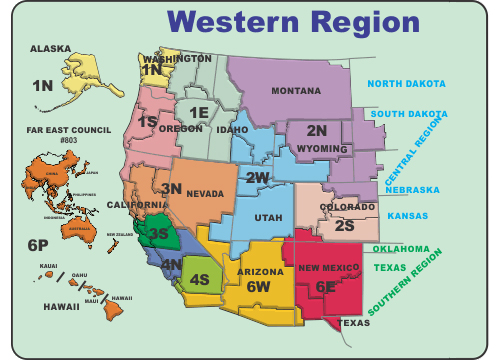 Western Region
ALASKA
1N
WASHINGTON
1N
MONTANA
NORTH DAKOTA
1S
1E
OREGON
IDAHO
SOUTH DAKOTA
2N
WYOMING
CENTRAL REGION
FAR EAST COUNCIL
#803
CHINA
JAPAN
PHILIPPINES
INDONESIA
AUSTRALIA
NEW ZEALAND
6P
3N
NEVADA
CALIFORNIA
2W
UTAH
NEBRASKA
COLORADO
2S
KANSAS
3S
4N
4S
ARIZONA
6W
NEW MEXICO
6E
OKLAHOMA
TEXAS
SOUTHERN REGION
TEXAS
KAUAI
OAHU
MAUI
HAWAII
HAWAII